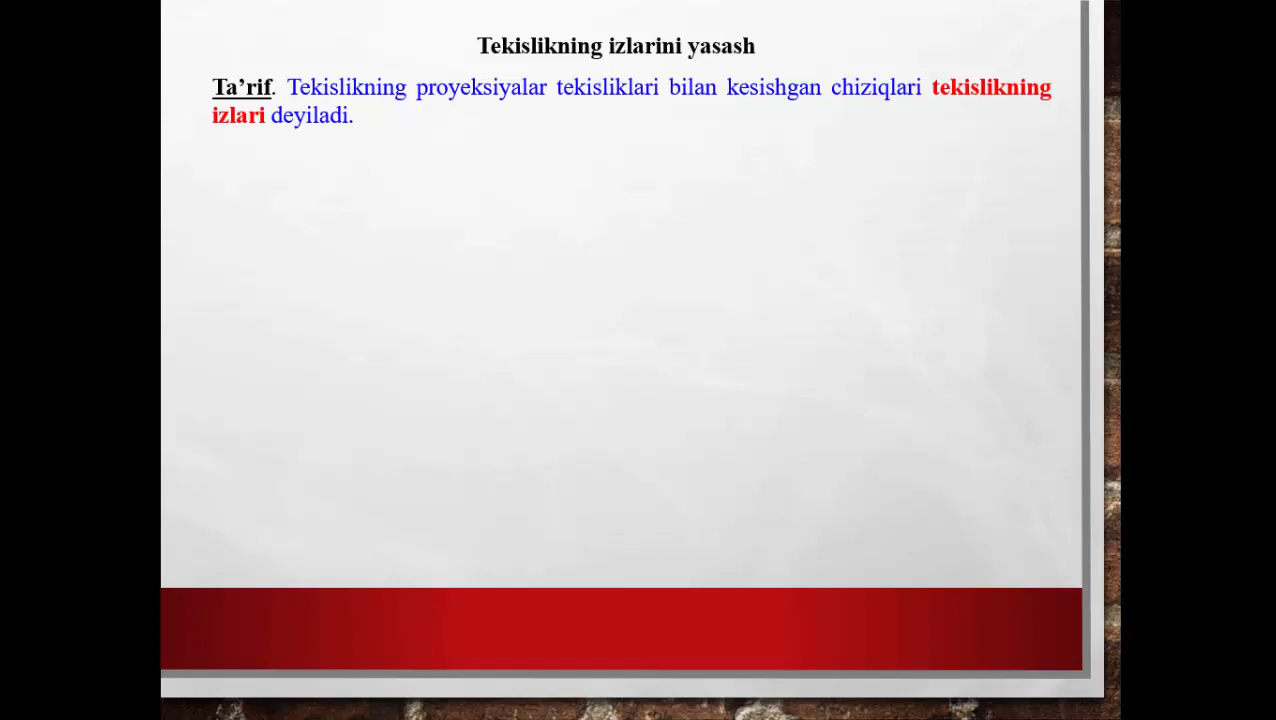 Tekislikning izlarini yasash
Ta’rif. Tekislikning proyeksiyalar tekisliklari bilan kesishgan chiziqlari tekislikning
izlari deyiladi.